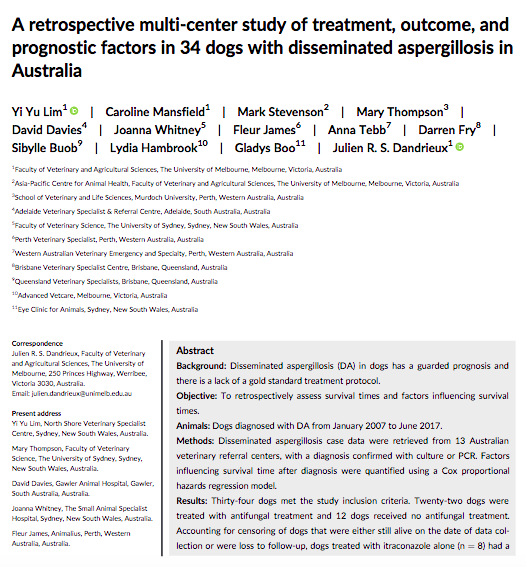 A retrospective multi-center study of treatment, outcome, and
prognostic factors in 34 dogs with disseminated aspergillosis in
Australia
Yi Yu Lim1 | Caroline Mansfield1 | Mark Stevenson2 | Mary Thompson3 |
David Davies4 | Joanna Whitney5 | Fleur James6 | Anna Tebb7 | Darren Fry8 |
Sibylle Buob9 | Lydia Hambrook10 | Gladys Boo11 | Julien R. S. Dandrieux1
1Faculty of Veterinary and Agricultural Sciences, The University of Melbourne, Melbourne, Victoria, Australia
2Asia-Pacific Centre for Animal Health, Faculty of Veterinary and Agricultural Sciences, The University of Melbourne, Melbourne, Victoria, Australia
3School of Veterinary and Life Sciences, Murdoch University, Perth, Western Australia, Australia
4Adelaide Veterinary Specialist & Referral Centre, Adelaide, South Australia, Australia
5Faculty of Veterinary Science, The University of Sydney, Sydney, New South Wales, Australia
6Perth Veterinary Specialist, Perth, Western Australia, Australia
7Western Australian Veterinary Emergency and Specialty, Perth, Western Australia, Australia
8Brisbane Veterinary Specialist Centre, Brisbane, Queensland, Australia
9Queensland Veterinary Specialists, Brisbane, Queensland, Australia
10Advanced Vetcare, Melbourne, Victoria, Australia
11Eye Clinic for Animals, Sydney, New South Wales, Australia
Correspondence
Julien R. S. Dandrieux, Faculty of Veterinary
and Agricultural Sciences, The University of
Melbourne, 250 Princes Highway, Werribee,
Victoria 3030, Australia.
Email: julien.dandrieux@unimelb.edu.au
Present address
Yi Yu Lim, North Shore Veterinary Specialist
Centre, Sydney, New South Wales, Australia.
Mary Thompson, Faculty of Veterinary
Science, The University of Sydney, Sydney,
New South Wales, Australia.
David Davies, Gawler Animal Hospital, Gawler,
South Australia, Australia.
Joanna Whitney, The Small Animal Specialist
Hospital, Sydney, New South Wales, Australia.
Fleur James, Animalius, Perth, Western
Australia, Australia.
Abstract
Background: Disseminated aspergillosis (DA) in dogs has a guarded prognosis and
there is a lack of a gold standard treatment protocol.
Objective: To retrospectively assess survival times and factors influencing survival
times.
Animals: Dogs diagnosed with DA from January 2007 to June 2017.
Methods: Disseminated aspergillosis case data were retrieved from 13 Australian
veterinary referral centers, with a diagnosis confirmed with culture or PCR. Factors
influencing survival time after diagnosis were quantified using a Cox proportional
hazards regression model.
Results: Thirty-four dogs met the study inclusion criteria. Twenty-two dogs were
treated with antifungal treatment and 12 dogs received no antifungal treatment.
Accounting for censoring of dogs that were either still alive on the date of data col-
lection or were loss to follow-up, dogs treated with itraconazole alone (n = 8) had a